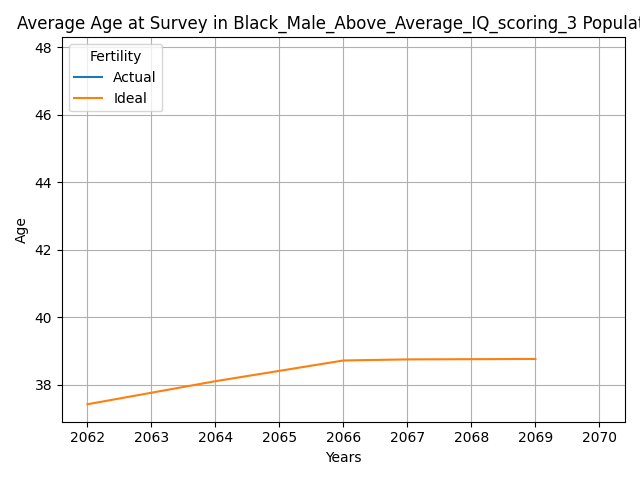 Average Age at Survey in Black_Male_Above_Average_IQ_scoring_3 Populat
Fertility
Actual
Ideal
48
46
44
42
40
38
Age
2062 2063 2064 2065 2066 2067 2068 2069 2070
Years